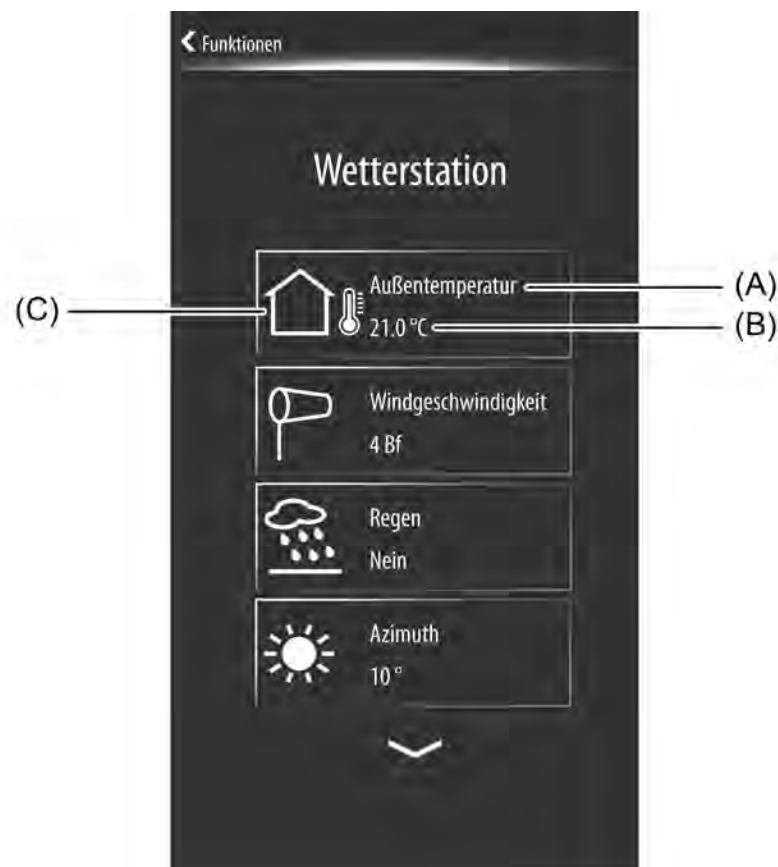 Funktionen
Wetterstation
Außentemperatur
(A)
(C)
21.0 °C
(B)
Windgeschwindigkeit
4 Bf
Regen
Nein
Azimuth
10 °